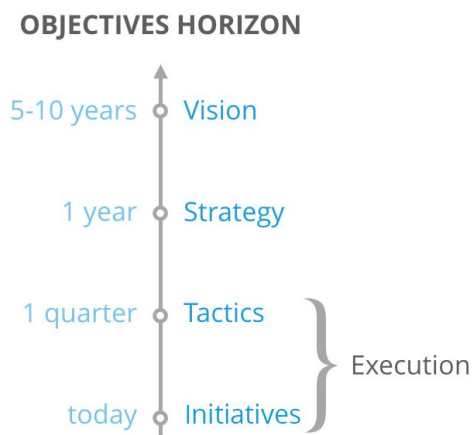 OBJECTIVES HORIZON
5-10 years Vision
1 year Strategy
1 quarter Tactics
Execution
today Initiatives